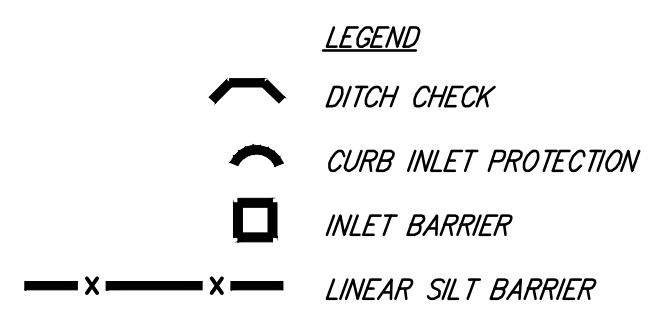 LEGEND
DITCH CHECK
CURB INLET PROTECTION
INLET BARRIER
LINEAR SILT BARRIER